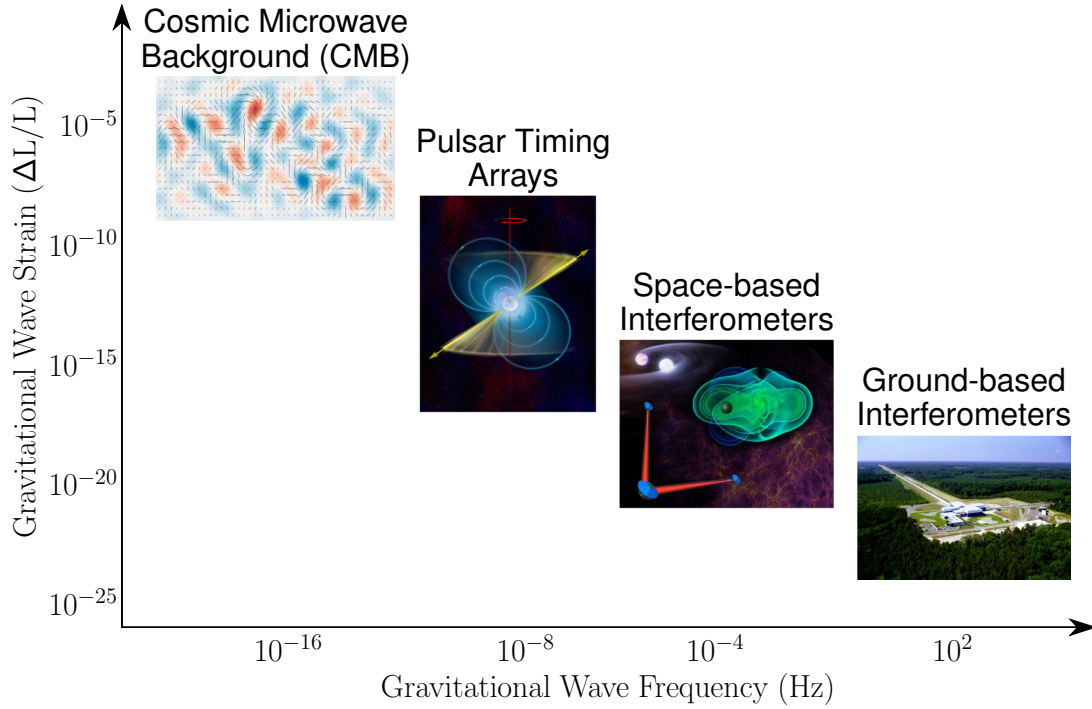 Cosmic Microwave
Background (CMB)
Pulsar Timing
Arrays
Space-based
Interferometers
Ground-based
Interferometers
Gravitational Wave Strain (ΔL/L)
10⁻⁵
10⁻¹⁰
10⁻¹⁵
10⁻²⁰
10⁻²⁵
10⁻¹⁶
10⁻⁸
10⁻⁴
10²
Gravitational Wave Frequency (Hz)